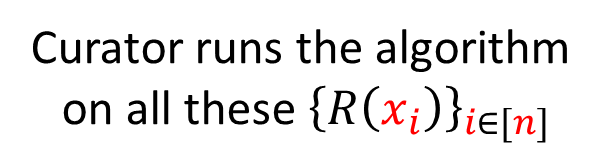 Curator runs the algorithm
on all these {R(xᵢ)}ᵢ∈[n]